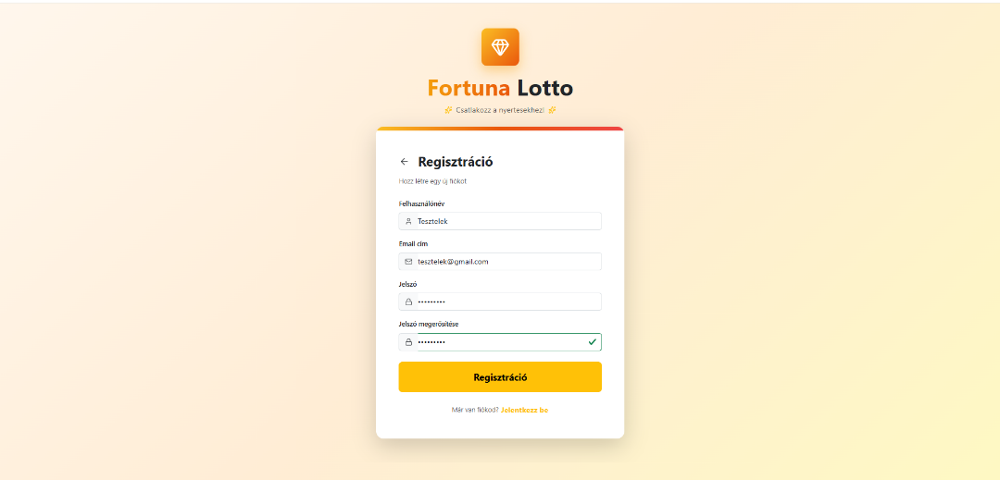 Fortuna Lotto
Csatlakozz a nyertesekhez!
Regisztráció
Hozz létre egy új fiókot
Felhasználónév
Tesztelek
Email cím
tesztelek@gmail.com
Jelszó
•••••••••
Jelszó megerősítése
•••••••••
Regisztráció
Már van fiókod? Jelentkezz be